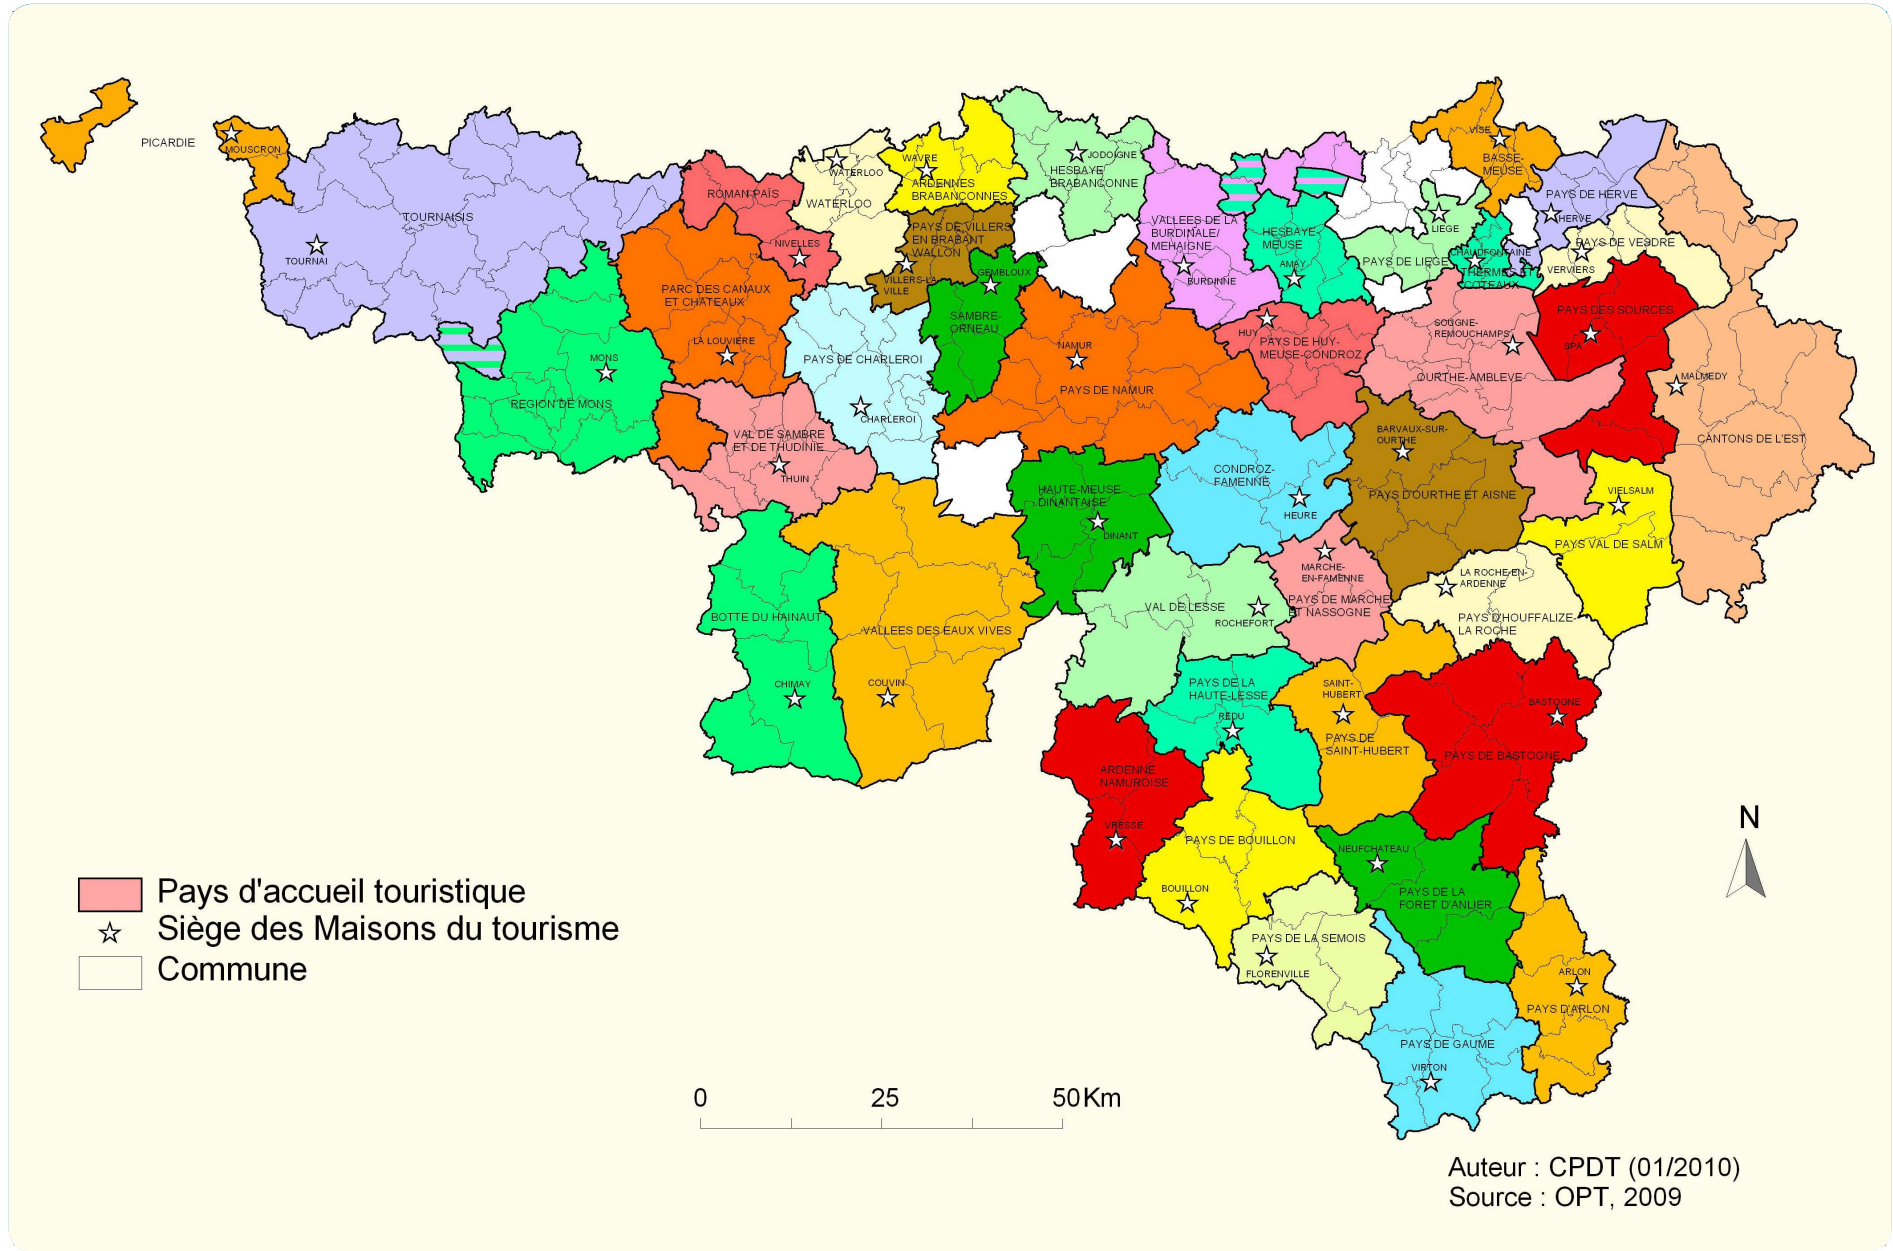 PICARDIE
MOUSCRON
TOURNAISIS
TOURNAI
ROMAN PAÏS
NIVELLES
WATERLOO
WATERLOO
WAVRE
ARDENNES
BRABANCONNES
JODOIGNE
HESBAYE
BRABANCONNE
PAYS DE VILLERS
EN BRABANT
WALLON
VILLERS-LA-
VILLE
GEMBLOUX
SAMBRE-
ORNEAU
VALLEES DE LA
BURDINALE/
MEHAIGNE
BURDINNE
HESBAYE-
MEUSE
AMAY
VISE
BASSE-
MEUSE
LIEGE
PAYS DE LIEGE
PAYS DE HERVE
HERVE
CHAUDFONTAINE
THERMES ET
COTEAUX
PAYS DE VESDRE
VERVIERS
PARC DES CANAUX
ET CHATEAUX
LA LOUVIERE
MONS
REGION DE MONS
PAYS DE CHARLEROI
CHARLEROI
NAMUR
PAYS DE NAMUR
HUY
PAYS DE HUY-
MEUSE-CONDROZ
SOUGNE-
REMOUCHAMPS
OURTHE-AMBLEVE
PAYS DES SOURCES
SPA
MALMEDY
CANTONS DE L'EST
VAL DE SAMBRE
ET DE THUDINIE
THUIN
HAUTE-MEUSE
DINANTAISE
DINANT
CONDROZ-
FAMENNE
HEURE
BARVAUX-SUR-
OURTHE
PAYS D'OURTHE ET AISNE
VIELSALM
PAYS VAL DE SALM
MARCHE-
EN-FAMENNE
PAYS DE MARCHE
ET NASSOGNE
LA ROCHE-EN-
ARDENNE
PAYS D'HOUFFALIZE-
LA ROCHE
BOTTE DU HAINAUT
CHIMAY
VALLEES DES EAUX VIVES
COUVIN
VAL DE LESSE
ROCHEFORT
PAYS DE LA
HAUTE-LESSE
REDU
SAINT-
HUBERT
PAYS DE
SAINT-HUBERT
BASTOGNE
PAYS DE BASTOGNE
ARDENNE
NAMUROISE
VRESSE
PAYS DE BOUILLON
BOUILLON
NEUFCHATEAU
PAYS DE LA
FORET D'ANLIER
PAYS DE LA SEMOIS
FLORENVILLE
ARLON
PAYS D'ARLON
PAYS DE GAUME
VIRTON
N
Pays d'accueil touristique
Siège des Maisons du tourisme
Commune
0 25 50 Km
Auteur : CPDT (01/2010)
Source : OPT, 2009